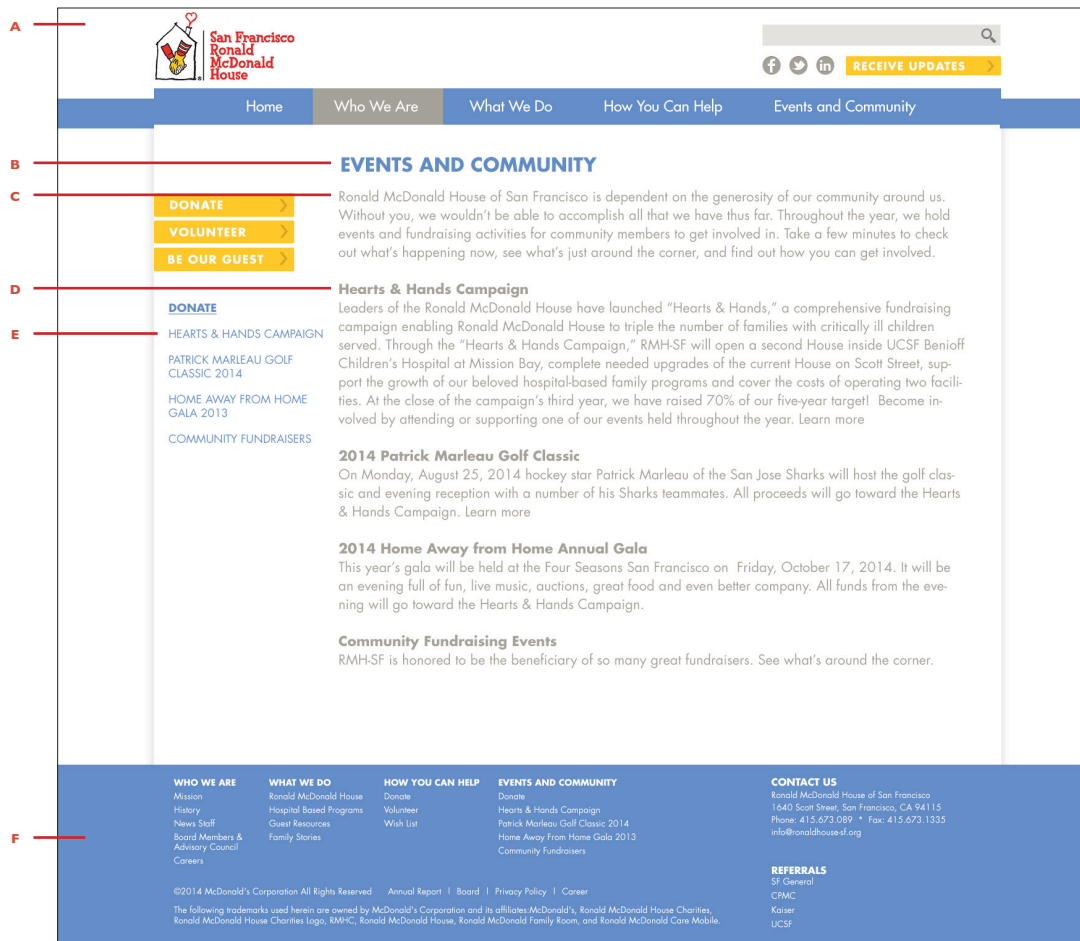 A
San Francisco
Ronald
McDonald
House
RECEIVE UPDATES
Home Who We Are What We Do How You Can Help Events and Community
B
EVENTS AND COMMUNITY
C
Ronald McDonald House of San Francisco is dependent on the generosity of our community around us.
Without you, we wouldn't be able to accomplish all that we have thus far. Throughout the year, we hold
events and fundraising activities for community members to get involved in. Take a few minutes to check
out what's happening now, see what's just around the corner, and find out how you can get involved.
DONATE
VOLUNTEER
BE OUR GUEST
D
Hearts & Hands Campaign
Leaders of the Ronald McDonald House have launched “Hearts & Hands,” a comprehensive fundraising
campaign enabling Ronald McDonald House to triple the number of families with critically ill children
served. Through the “Hearts & Hands Campaign,” RMH-SF will open a second House inside UCSF Benioff
Children's Hospital at Mission Bay, complete needed upgrades of the current House on Scott Street, sup-
port the growth of our beloved hospital-based family programs and cover the costs of operating two facili-
ties. At the close of the campaign's third year, we have raised 70% of our five-year target! Become in-
volved by attending or supporting one of our events held throughout the year. Learn more
DONATE
E
HEARTS & HANDS CAMPAIGN
PATRICK MARLEAU GOLF
CLASSIC 2014
HOME AWAY FROM HOME
GALA 2013
COMMUNITY FUNDRAISERS
2014 Patrick Marleau Golf Classic
On Monday, August 25, 2014 hockey star Patrick Marleau of the San Jose Sharks will host the golf clas-
sic and evening reception with a number of his Sharks teammates. All proceeds will go toward the Hearts
& Hands Campaign. Learn more
2014 Home Away from Home Annual Gala
This year's gala will be held at the Four Seasons San Francisco on Friday, October 17, 2014. It will be
an evening full of fun, live music, auctions, great food and even better company. All funds from the eve-
ning will go toward the Hearts & Hands Campaign.
Community Fundraising Events
RMH-SF is honored to be the beneficiary of so many great fundraisers. See what's around the corner.
F
WHO WE ARE
Mission
History
News Staff
Board Members &
Advisory Council
Careers
WHAT WE DO
Ronald McDonald House
Hospital Based Programs
Guest Resources
Family Stories
HOW YOU CAN HELP
Donate
Volunteer
Wish List
EVENTS AND COMMUNITY
Donate
Hearts & Hands Campaign
Patrick Marleau Golf Classic 2014
Home Away From Home Gala 2013
Community Fundraisers
CONTACT US
Ronald McDonald House of San Francisco
1640 Scott Street, San Francisco, CA 94115
Phone: 415.673.089 * Fax: 415.673.1335
info@ronaldhouse-sf.org
REFERRALS
SF General
CPMC
Kaiser
UCSF
©2014 McDonald's Corporation All Rights Reserved Annual Report | Board | Privacy Policy | Career
The following trademarks used herein are owned by McDonald's Corporation and its affiliates:McDonald's, Ronald McDonald House Charities,
Ronald McDonald House Charities Logo, RMHC, Ronald McDonald House, Ronald McDonald Family Room, and Ronald McDonald Care Mobile.